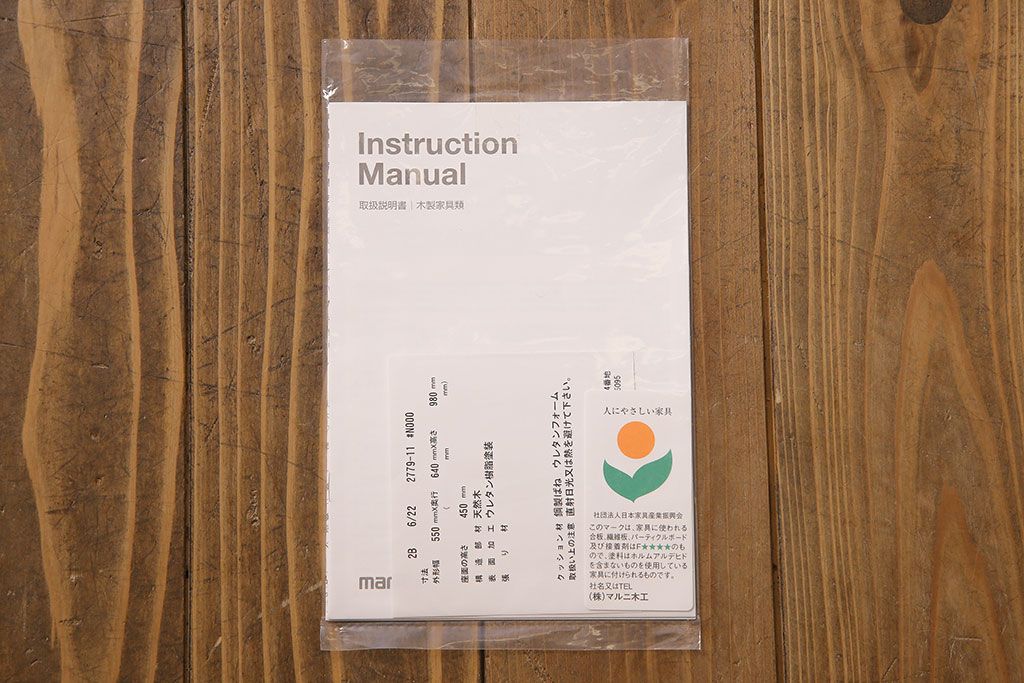 Instruction
Manual
取扱説明書｜木製家具類
2B 6/22 2779-11 #N000
寸法
外形幅 550 mmX奥行 640 mmX高さ 980 mm
( mm mm)
座面の高さ 450 mm
構造部材 天然木
表面加工 ウレタン樹脂塗装
張り材
クッション材 鋼製ばね ウレタンフォーム
取扱い上の注意 直射日光又は熱を避けて下さい。
4番地
5095
mar
人にやさしい家具
社団法人日本家具産業振興会
このマークは、家具に使われる
合板、繊維板、パーティクルボード
及び接着剤はF★★★★のも
ので、塗料はホルムアルデヒド
を含まないものを使用している
家具に付けられるものです。
社名又はTEL
(株)マルニ木工